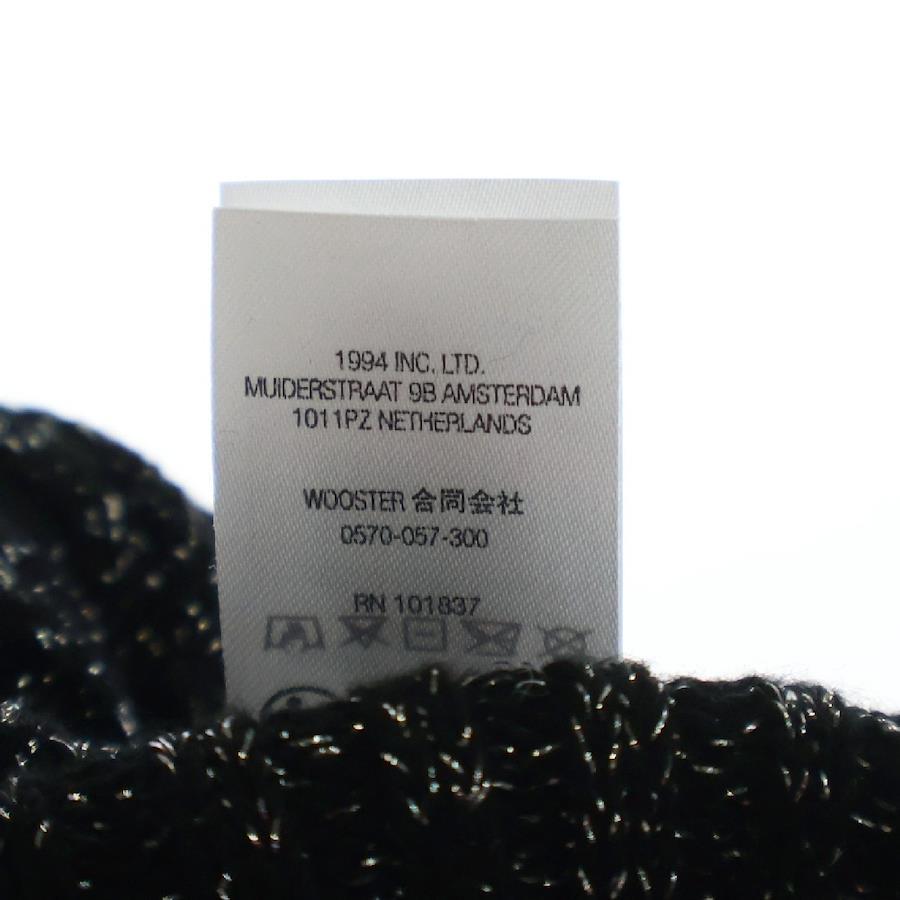 1994 INC. LTD.
MUIDERSTRAAT 9B AMSTERDAM
1011PZ NETHERLANDS
WOOSTER 合同会社
0570-057-300
RN 101837